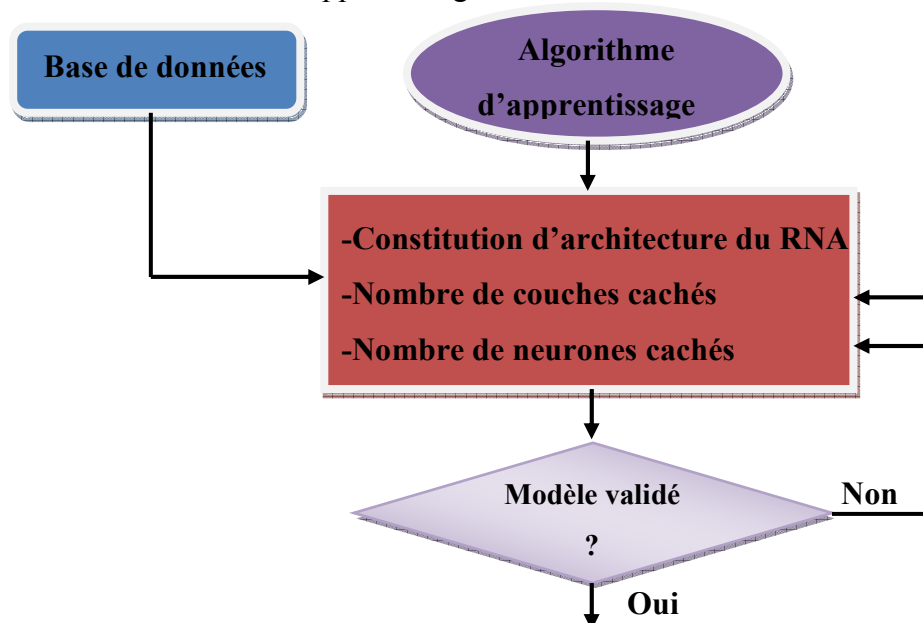 Base de données
Algorithme
d’apprentissage
-Constitution d’architecture du RNA
-Nombre de couches cachés
-Nombre de neurones cachés
Modèle validé
?
Non
Oui